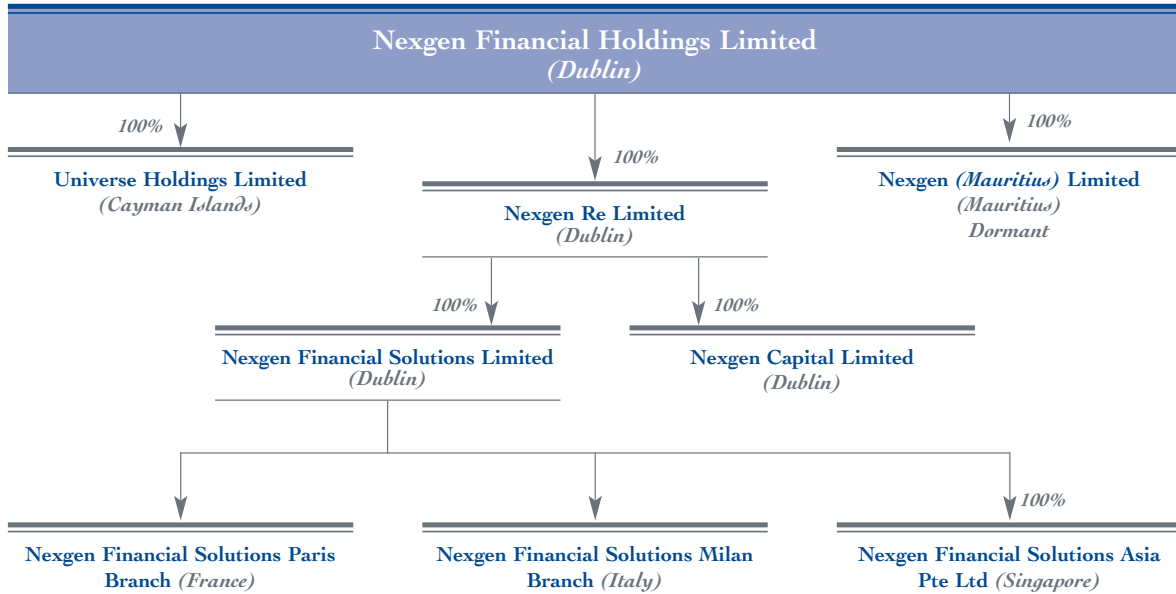 Nexgen Financial Holdings Limited
(Dublin)
100%
100%
100%
Universe Holdings Limited
(Cayman Islands)
Nexgen Re Limited
(Dublin)
Nexgen (Mauritius) Limited
(Mauritius)
Dormant
100%
100%
Nexgen Financial Solutions Limited
(Dublin)
Nexgen Capital Limited
(Dublin)
100%
Nexgen Financial Solutions Paris
Branch (France)
Nexgen Financial Solutions Milan
Branch (Italy)
Nexgen Financial Solutions Asia
Pte Ltd (Singapore)